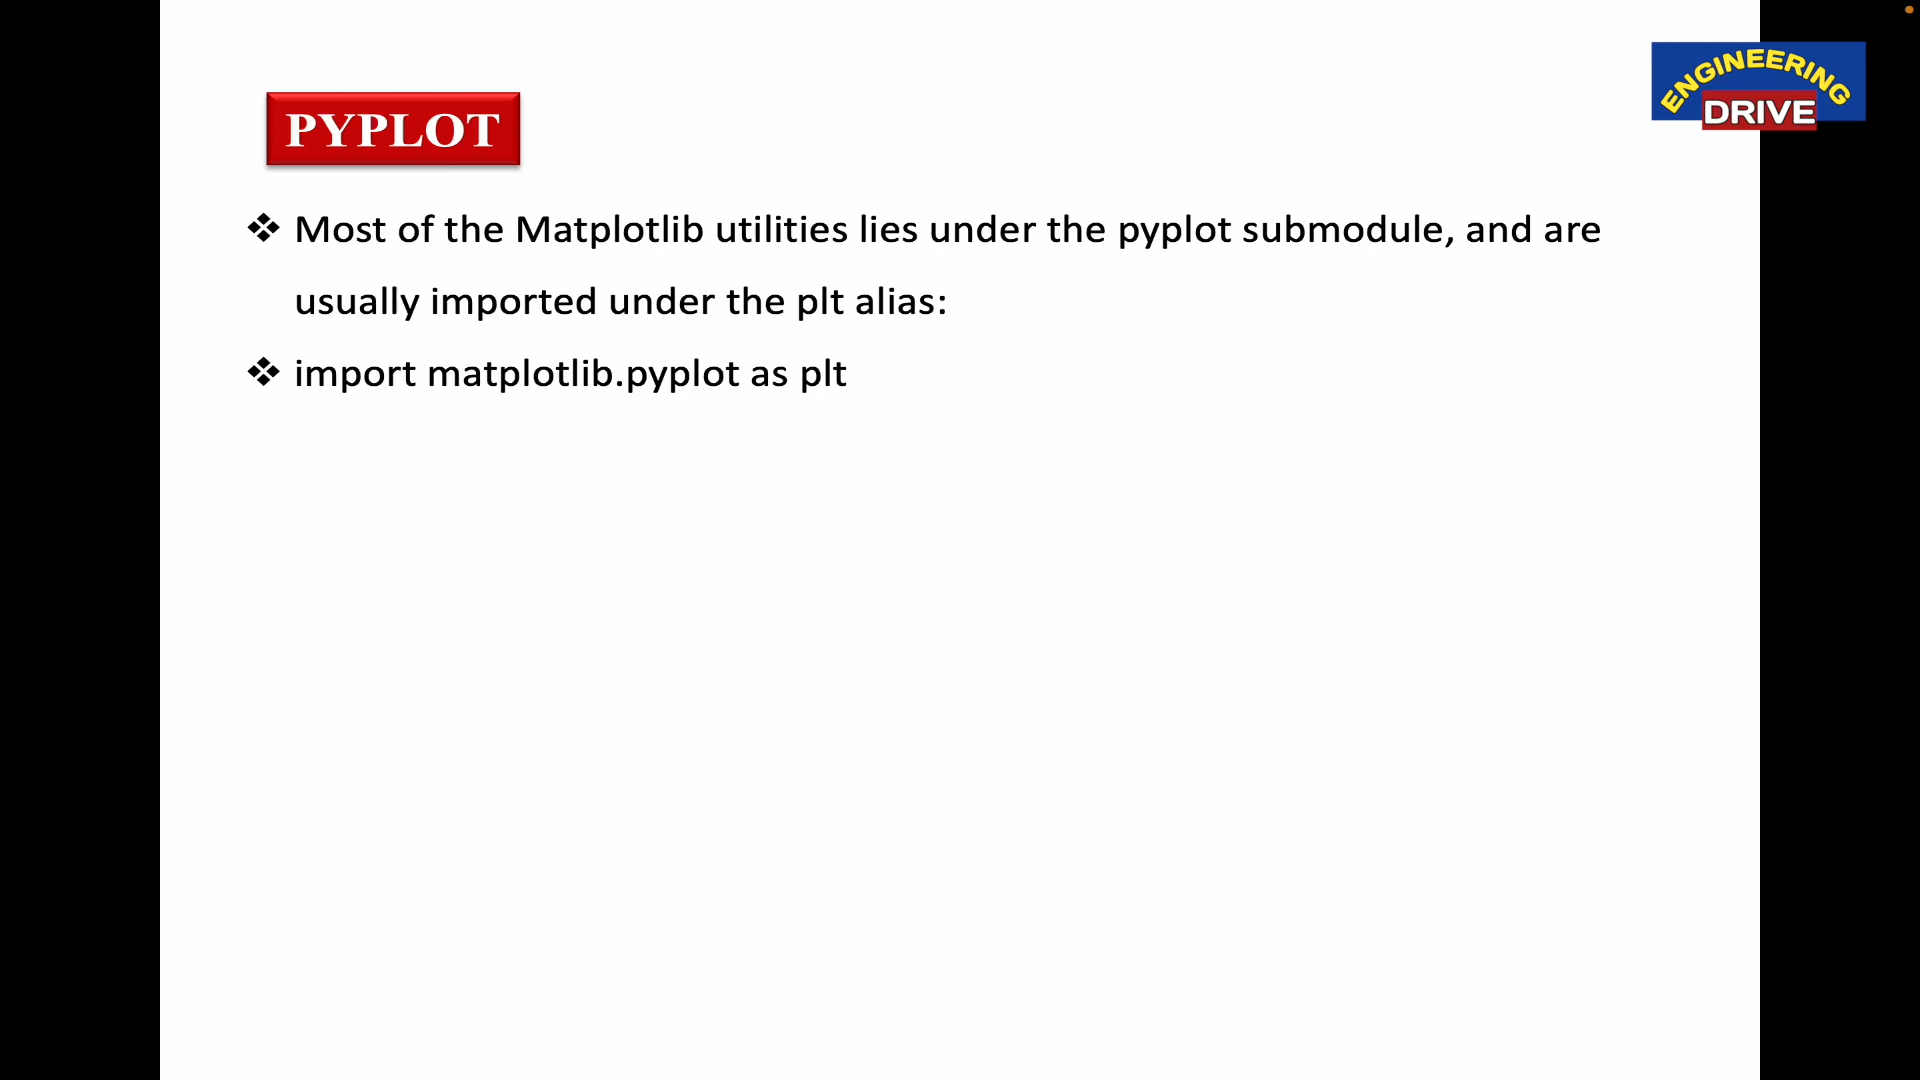 ENGINEERING
DRIVE
PYPLOT
❖ Most of the Matplotlib utilities lies under the pyplot submodule, and are
usually imported under the plt alias:
❖ import matplotlib.pyplot as plt